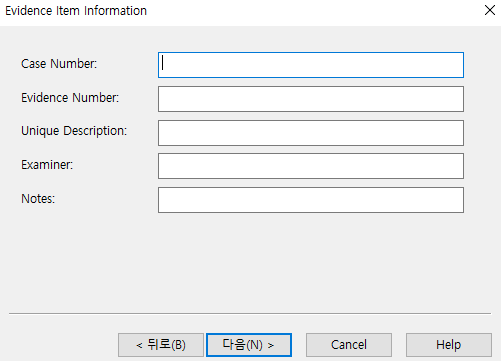 Evidence Item Information
Case Number:
Evidence Number:
Unique Description:
Examiner:
Notes:
< 뒤로(B) 다음(N) > Cancel Help